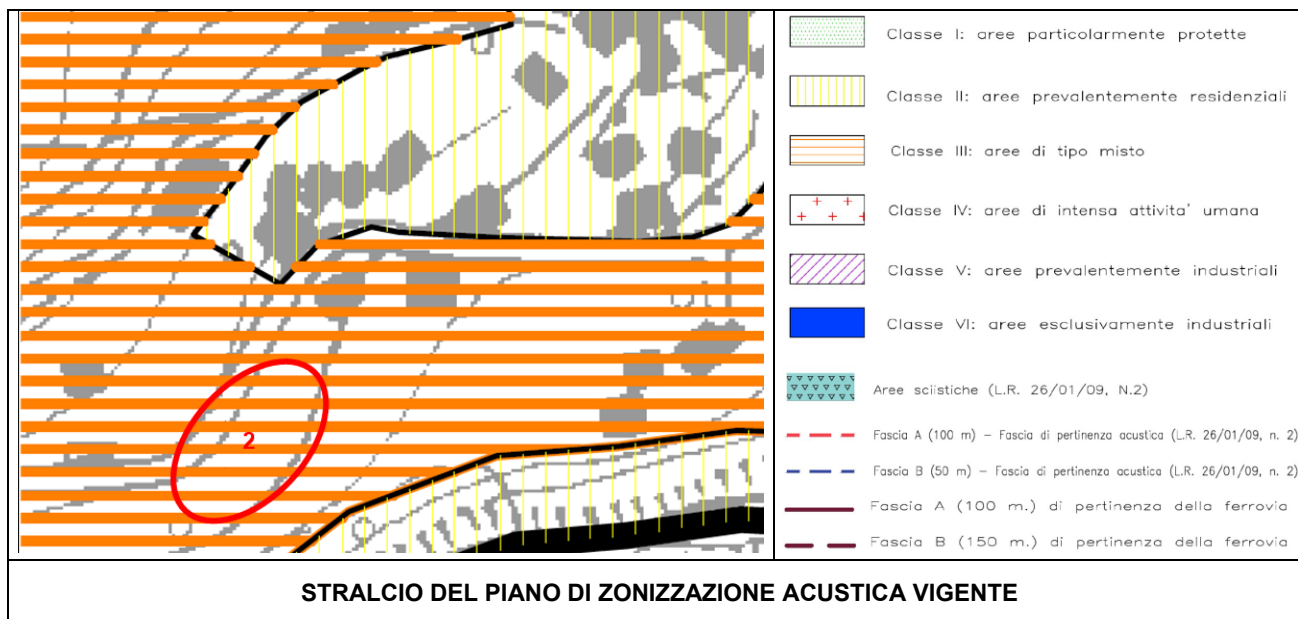 2
Classe I: aree particolarmente protette
Classe II: aree prevalentemente residenziali
Classe III: aree di tipo misto
Classe IV: aree di intensa attivita' umana
Classe V: aree prevalentemente industriali
Classe VI: aree esclusivamente industriali
Aree sciistiche (L.R. 26/01/09, N.2)
Fascia A (100 m) – Fascia di pertinenza acustica (L.R. 26/01/09, n. 2)
Fascia B (50 m) – Fascia di pertinenza acustica (L.R. 26/01/09, n. 2)
Fascia A (100 m.) di pertinenza della ferrovia
Fascia B (150 m.) di pertinenza della ferrovia
STRALCIO DEL PIANO DI ZONIZZAZIONE ACUSTICA VIGENTE